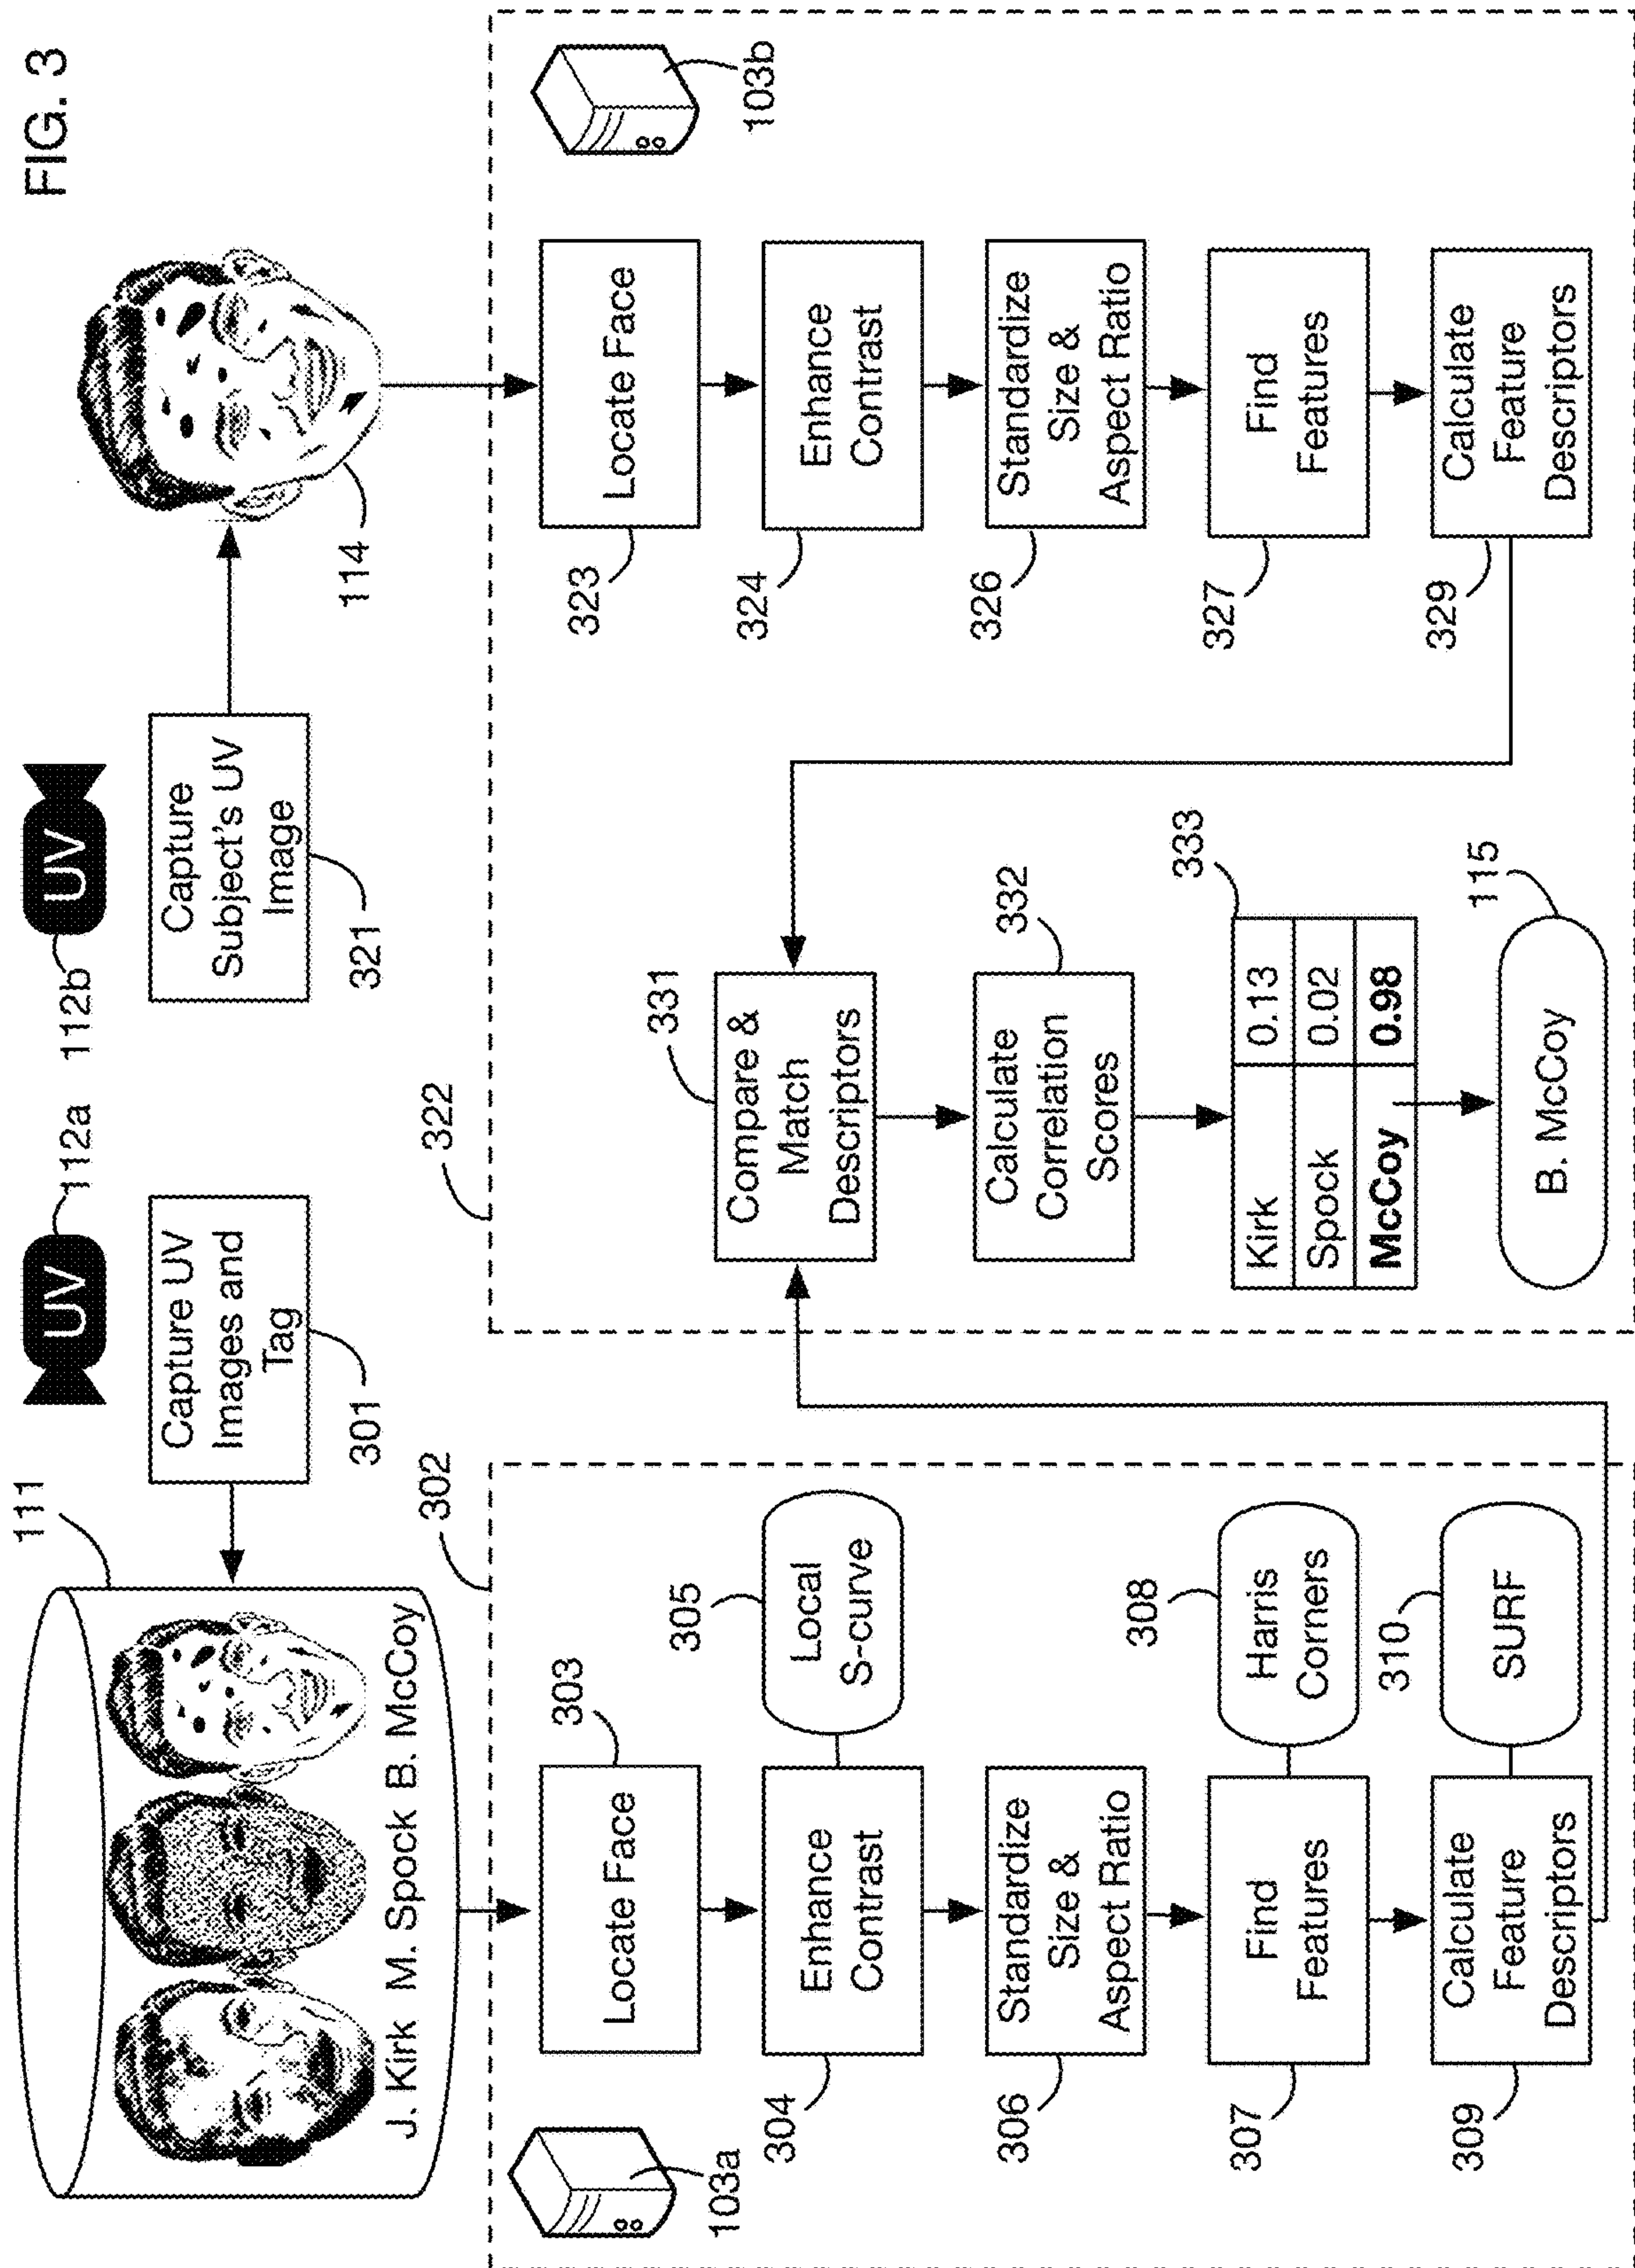 FIG. 3
111
J. Kirk M. Spock B. McCoy
UV
112a
Capture UV
Images and
Tag
301
UV
112b
Capture
Subject's UV
Image
321
114
302
103a
303
Locate Face
304
Enhance
Contrast
305
Local
S-curve
306
Standardize
Size &
Aspect Ratio
307
Find
Features
308
Harris
Corners
309
Calculate
Feature
Descriptors
310
SURF
322
103b
323
Locate Face
324
Enhance
Contrast
326
Standardize
Size &
Aspect Ratio
327
Find
Features
329
Calculate
Feature
Descriptors
331
Compare &
Match
Descriptors
332
Calculate
Correlation
Scores
333
Kirk 0.13
Spock 0.02
McCoy 0.98
115
B. McCoy